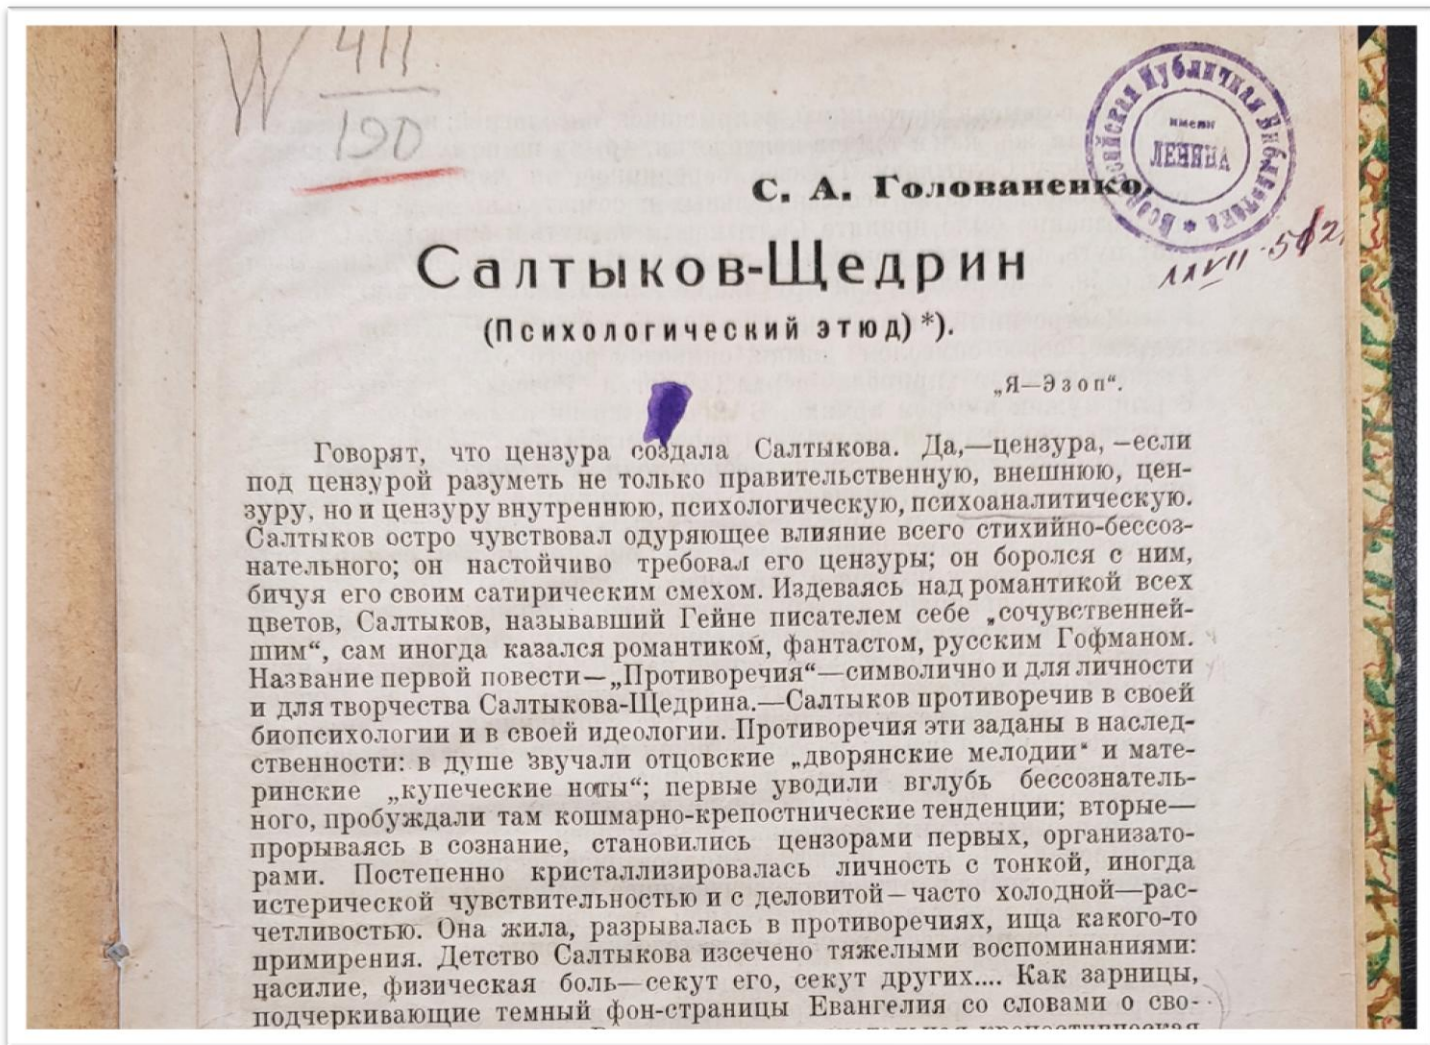 411
190
Всероссийская Публичная Библиотека
имени
ЛЕНИНА
С. А. Голованенко,
Салтыков-Щедрин
(Психологический этюд) *).
„Я—Эзоп“.
Говорят, что цензура создала Салтыкова. Да,—цензура, —если
под цензурой разуметь не только правительственную, внешнюю, цен-
зуру, но и цензуру внутреннюю, психологическую, психоаналитическую.
Салтыков остро чувствовал одуряющее влияние всего стихийно-бессоз-
нательного; он настойчиво требовал его цензуры; он боролся с ним,
бичуя его своим сатирическим смехом. Издеваясь над романтикой всех
цветов, Салтыков, называвший Гейне писателем себе „сочувственней-
шим“, сам иногда казался романтиком, фантастом, русским Гофманом.
Название первой повести—„Противоречия“—символично и для личности
и для творчества Салтыкова-Щедрина.—Салтыков противоречив в своей
биопсихологии и в своей идеологии. Противоречия эти заданы в наслед-
ственности: в душе звучали отцовские „дворянские мелодии“ и мате-
ринские „купеческие ноты“; первые уводили вглубь бессознатель-
ного, пробуждали там кошмарно-крепостнические тенденции; вторые—
прорываясь в сознание, становились цензорами первых, организато-
рами. Постепенно кристаллизировалась личность с тонкой, иногда
истерической чувствительностью и с деловитой—часто холодной—рас-
четливостью. Она жила, разрывалась в противоречиях, ища какого-то
примирения. Детство Салтыкова изсечено тяжелыми воспоминаниями:
насилие, физическая боль—секут его, секут других.... Как зарницы,
подчеркивающие темный фон-страницы Евангелия со словами о сво-